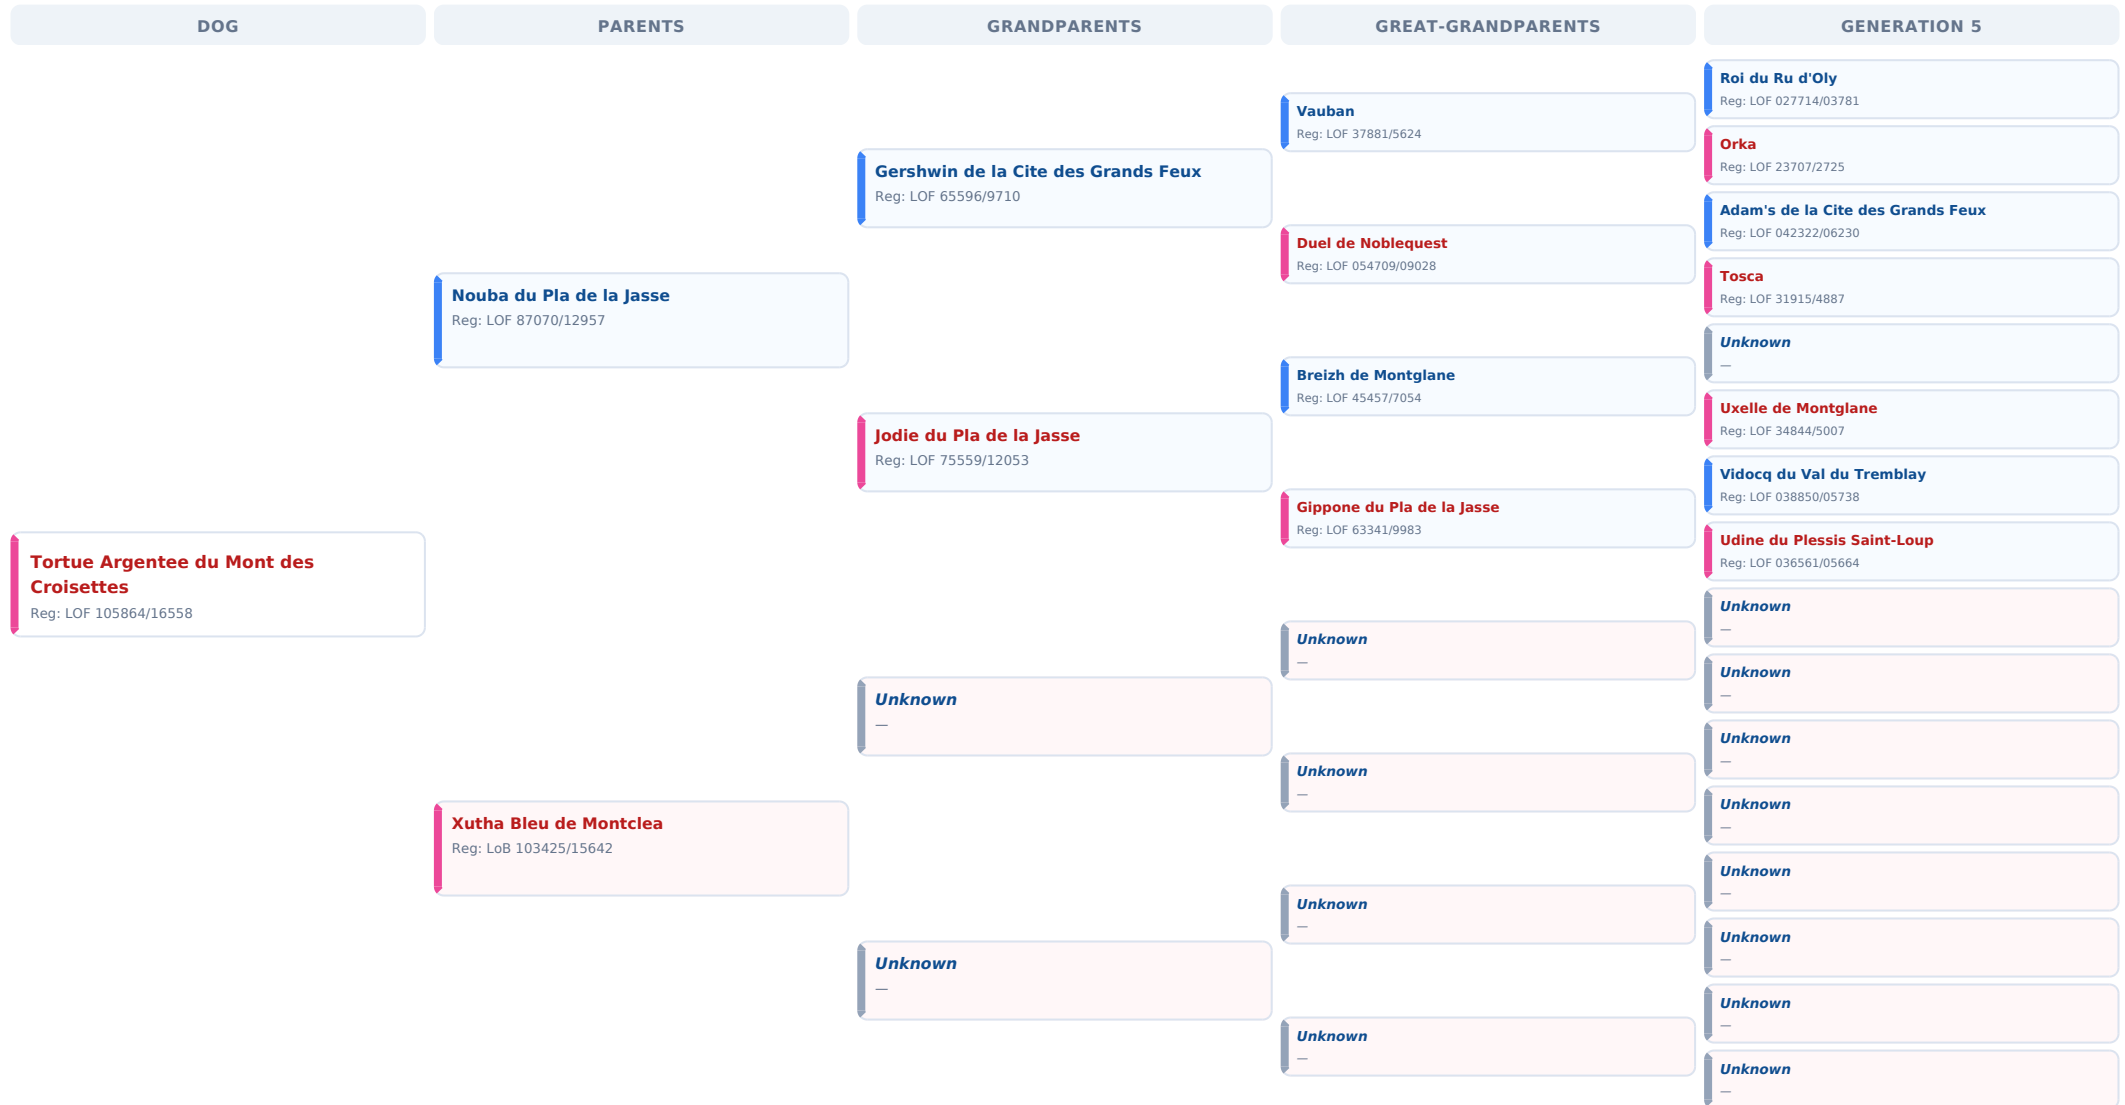 DOG
PARENTS
GRANDPARENTS
GREAT-GRANDPARENTS
GENERATION 5
Tortue Argentee du Mont des
Croisettes
Reg: LOF 105864/16558
Nouba du Pla de la Jasse
Reg: LOF 87070/12957
Xutha Bleu de Montclea
Reg: LoB 103425/15642
Gershwin de la Cite des Grands Feux
Reg: LOF 65596/9710
Jodie du Pla de la Jasse
Reg: LOF 75559/12053
Unknown
—
Unknown
—
Vauban
Reg: LOF 37881/5624
Duel de Noblequest
Reg: LOF 054709/09028
Breizh de Montglane
Reg: LOF 45457/7054
Gippone du Pla de la Jasse
Reg: LOF 63341/9983
Unknown
—
Unknown
—
Unknown
—
Unknown
—
Roi du Ru d'Oly
Reg: LOF 027714/03781
Orka
Reg: LOF 23707/2725
Adam's de la Cite des Grands Feux
Reg: LOF 042322/06230
Tosca
Reg: LOF 31915/4887
Unknown
—
Uxelle de Montglane
Reg: LOF 34844/5007
Vidocq du Val du Tremblay
Reg: LOF 038850/05738
Udine du Plessis Saint-Loup
Reg: LOF 036561/05664
Unknown
—
Unknown
—
Unknown
—
Unknown
—
Unknown
—
Unknown
—
Unknown
—
Unknown
—